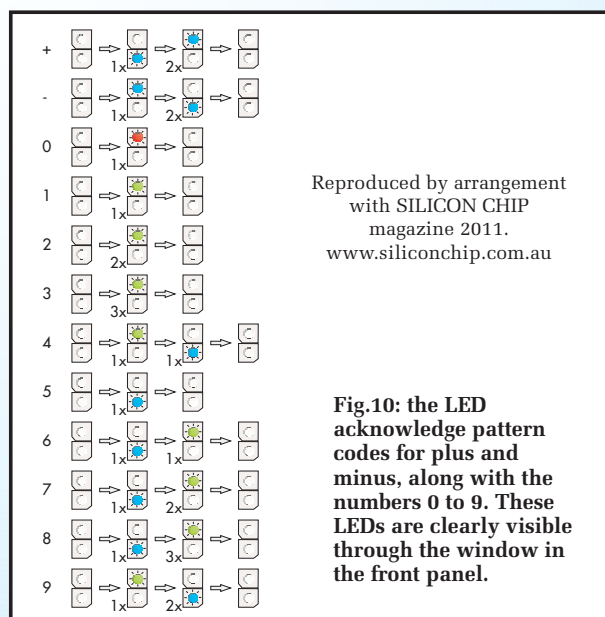 + 1x 2x
- 1x 2x
0 1x
1 1x
2 2x
3 3x
4 1x 1x
5 1x
6 1x 1x
7 1x 2x
8 1x 3x
9 1x 2x
Reproduced by arrangement
with SILICON CHIP
magazine 2011.
www.siliconchip.com.au
Fig.10: the LED
acknowledge pattern
codes for plus and
minus, along with the
numbers 0 to 9. These
LEDs are clearly visible
through the window in
the front panel.